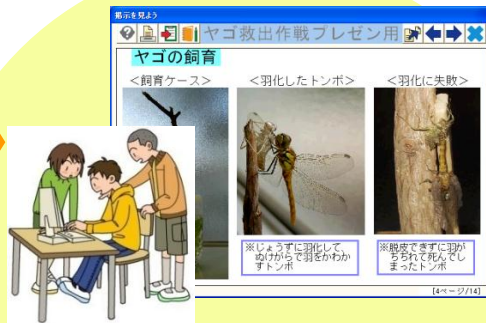 掲示を見よう
ヤゴ救出作戦プレゼン用
ヤゴの飼育
<飼育ケース>
<羽化したトンボ>
<羽化に失敗>
※じょうずに羽化して、
ぬけがらで羽をかわか
すトンボ
※脱皮できずに羽が
ちぢれて死んでし
まったトンボ
[4ページ/14]